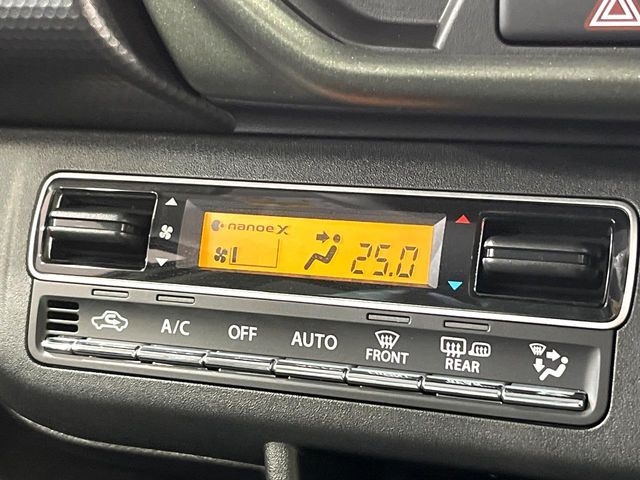 nanoeX
25.0
A/C
OFF
AUTO
FRONT
REAR